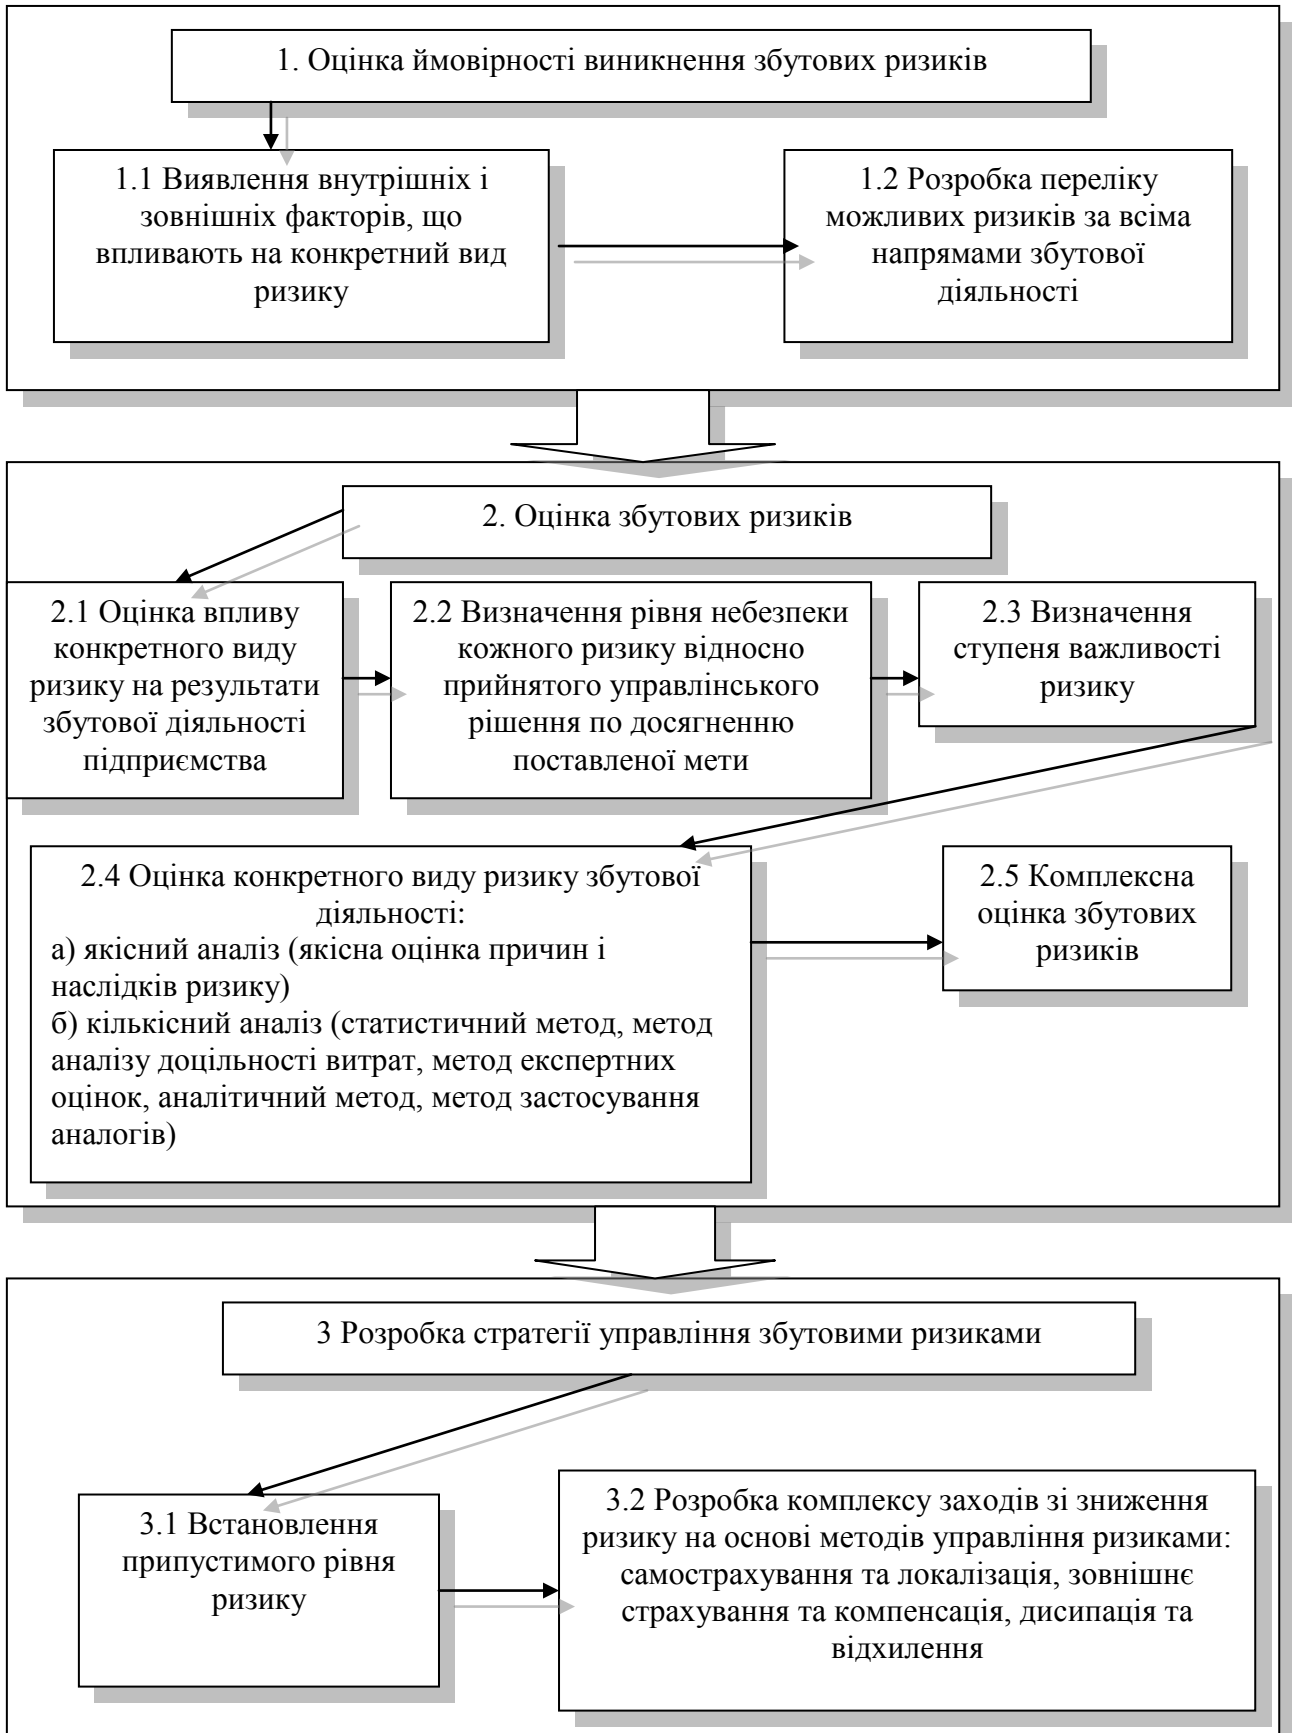 1. Оцінка ймовірності виникнення збутових ризиків
1.1 Виявлення внутрішніх і
зовнішніх факторів, що
впливають на конкретний вид
ризику
1.2 Розробка переліку
можливих ризиків за всіма
напрямами збутової
діяльності
2. Оцінка збутових ризиків
2.1 Оцінка впливу
конкретного виду
ризику на результати
збутової діяльності
підприємства
2.2 Визначення рівня небезпеки
кожного ризику відносно
прийнятого управлінського
рішення по досягненню
поставленої мети
2.3 Визначення
ступеня важливості
ризику
2.4 Оцінка конкретного виду ризику збутової
діяльності:
а) якісний аналіз (якісна оцінка причин і
наслідків ризику)
б) кількісний аналіз (статистичний метод, метод
аналізу доцільності витрат, метод експертних
оцінок, аналітичний метод, метод застосування
аналогів)
2.5 Комплексна
оцінка збутових
ризиків
3 Розробка стратегії управління збутовими ризиками
3.1 Встановлення
припустимого рівня
ризику
3.2 Розробка комплексу заходів зі зниження
ризику на основі методів управління ризиками:
самострахування та локалізація, зовнішнє
страхування та компенсація, дисипація та
відхилення